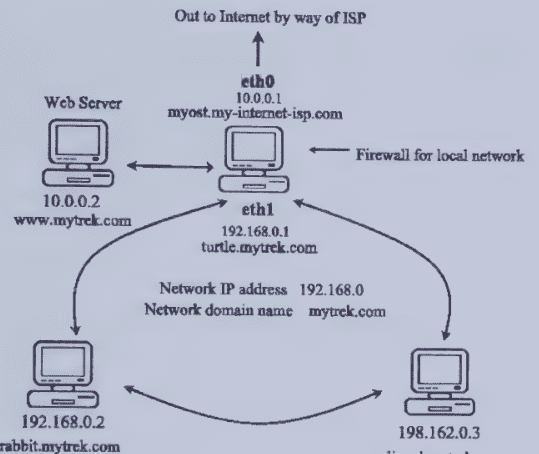 Out to Internet by way of ISP
eth0
10.0.0.1
myost.my-internet-isp.com
Web Server
Firewall for local network
10.0.0.2
www.mytrek.com
eth1
192.168.0.1
turtle.mytrek.com
Network IP address 192.168.0
Network domain name mytrek.com
192.168.0.2
rabbit.mytrek.com
198.162.0.3